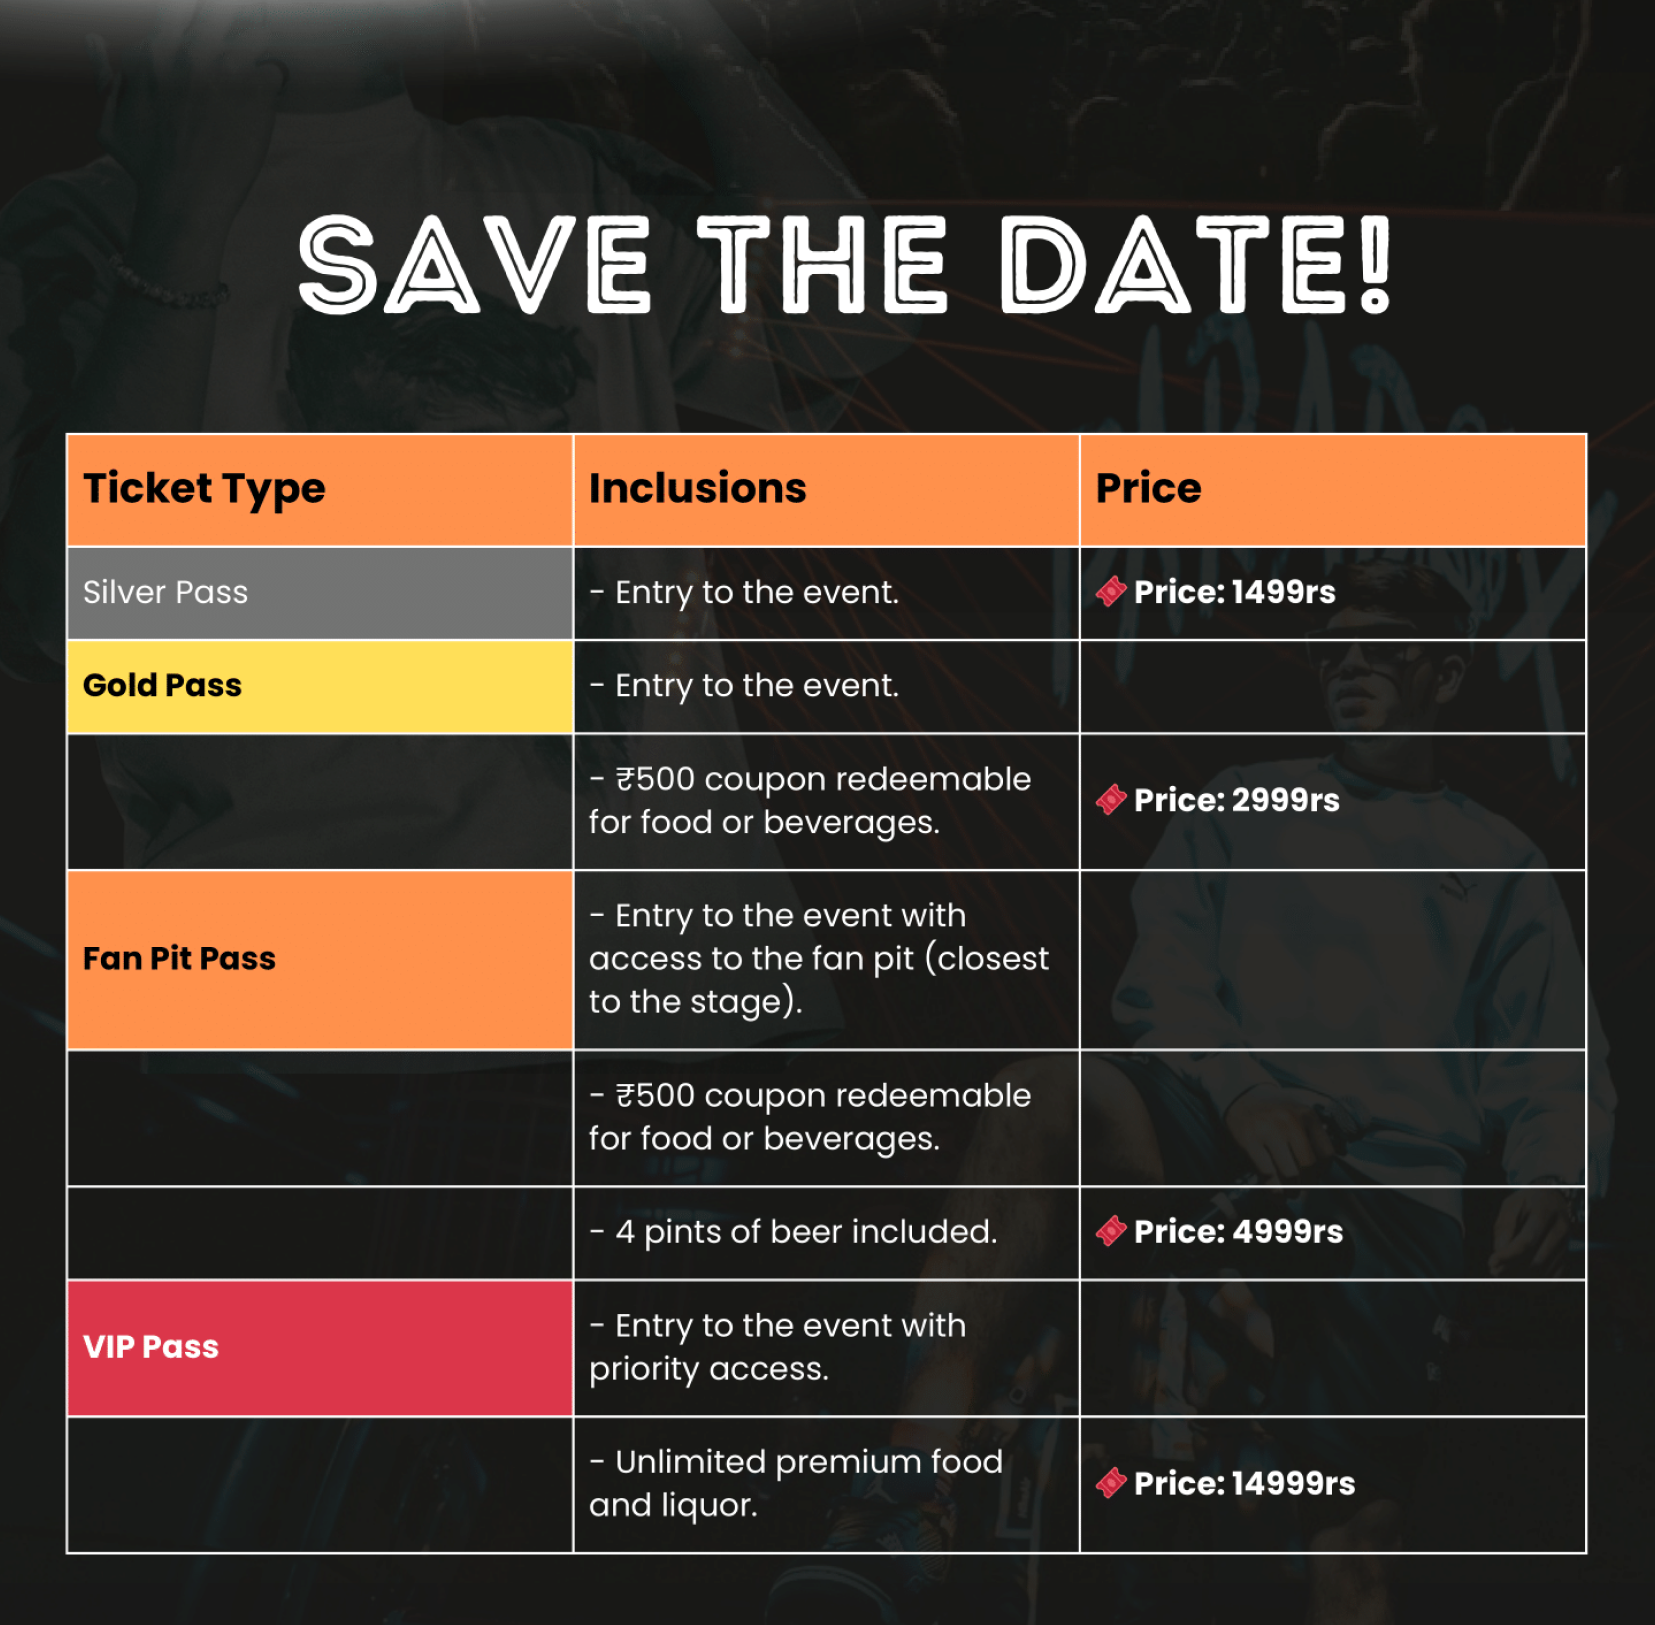 SAVE THE DATE!
Ticket Type
Inclusions
Price
Silver Pass
- Entry to the event.
Price: 1499rs
Gold Pass
- Entry to the event.
- ₹500 coupon redeemable
for food or beverages.
Price: 2999rs
Fan Pit Pass
- Entry to the event with
access to the fan pit (closest
to the stage).
- ₹500 coupon redeemable
for food or beverages.
- 4 pints of beer included.
Price: 4999rs
VIP Pass
- Entry to the event with
priority access.
- Unlimited premium food
and liquor.
Price: 14999rs